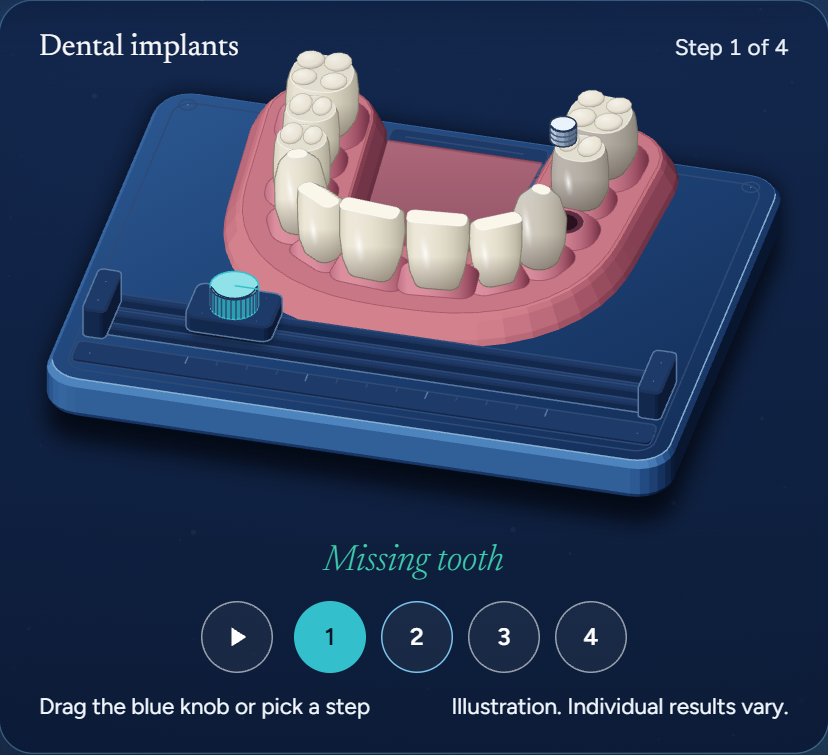 Dental implants
Step 1 of 4
Missing tooth
1 2 3 4
Drag the blue knob or pick a step
Illustration. Individual results vary.